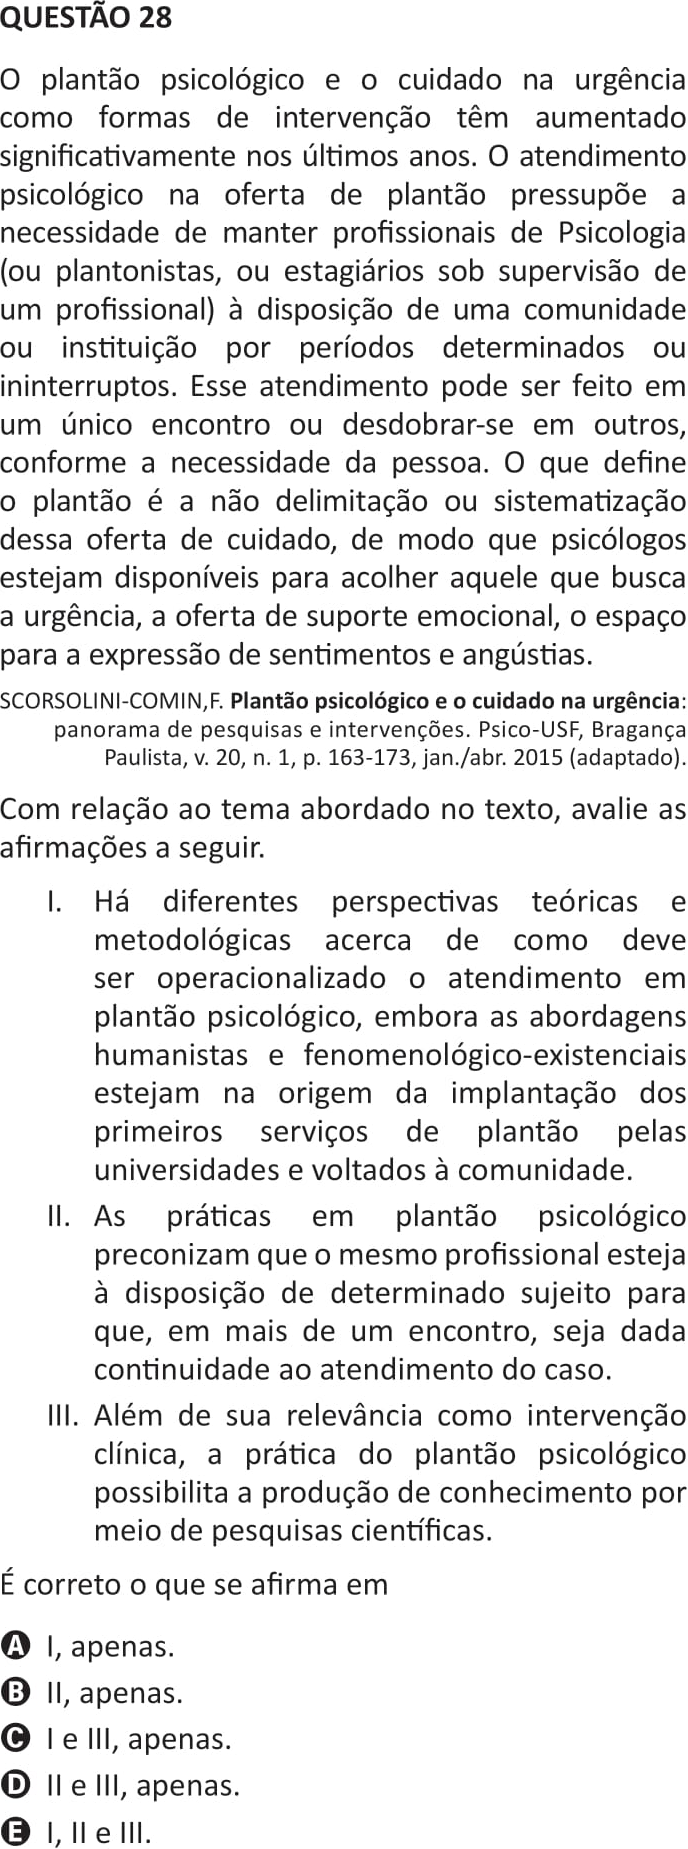 QUESTÃO 28
O plantão psicológico e o cuidado na urgência
como formas de intervenção têm aumentado
significativamente nos últimos anos. O atendimento
psicológico na oferta de plantão pressupõe a
necessidade de manter profissionais de Psicologia
(ou plantonistas, ou estagiários sob supervisão de
um profissional) à disposição de uma comunidade
ou instituição por períodos determinados ou
ininterruptos. Esse atendimento pode ser feito em
um único encontro ou desdobrar-se em outros,
conforme a necessidade da pessoa. O que define
o plantão é a não delimitação ou sistematização
dessa oferta de cuidado, de modo que psicólogos
estejam disponíveis para acolher aquele que busca
a urgência, a oferta de suporte emocional, o espaço
para a expressão de sentimentos e angústias.
SCORSOLINI-COMIN,F. Plantão psicológico e o cuidado na urgência:
panorama de pesquisas e intervenções. Psico-USF, Bragança
Paulista, v. 20, n. 1, p. 163-173, jan./abr. 2015 (adaptado).
Com relação ao tema abordado no texto, avalie as
afirmações a seguir.
I. Há diferentes perspectivas teóricas e
metodológicas acerca de como deve
ser operacionalizado o atendimento em
plantão psicológico, embora as abordagens
humanistas e fenomenológico-existenciais
estejam na origem da implantação dos
primeiros serviços de plantão pelas
universidades e voltados à comunidade.
II. As práticas em plantão psicológico
preconizam que o mesmo profissional esteja
à disposição de determinado sujeito para
que, em mais de um encontro, seja dada
continuidade ao atendimento do caso.
III. Além de sua relevância como intervenção
clínica, a prática do plantão psicológico
possibilita a produção de conhecimento por
meio de pesquisas científicas.
É correto o que se afirma em
A I, apenas.
B II, apenas.
C I e III, apenas.
D II e III, apenas.
E I, II e III.